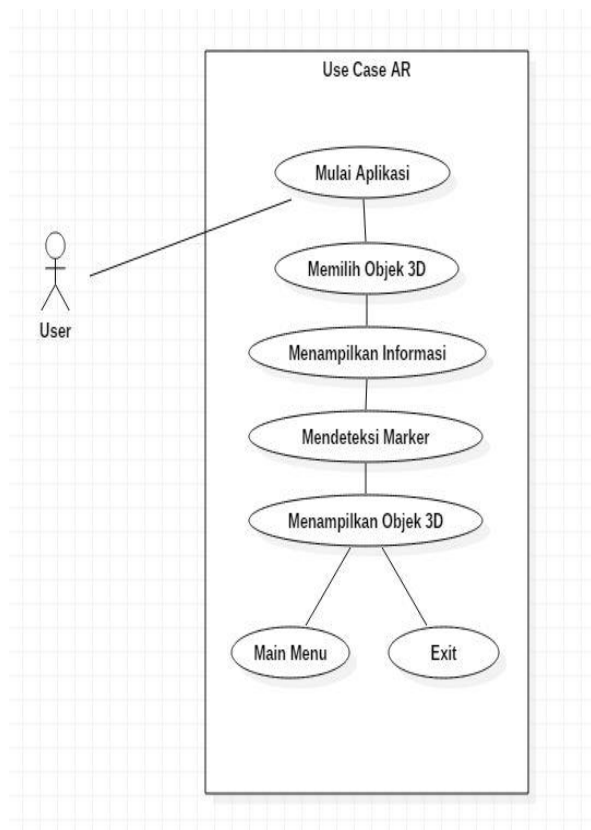 Use Case AR
Mulai Aplikasi
Memilih Objek 3D
User
Menampilkan Informasi
Mendeteksi Marker
Menampilkan Objek 3D
Main Menu
Exit